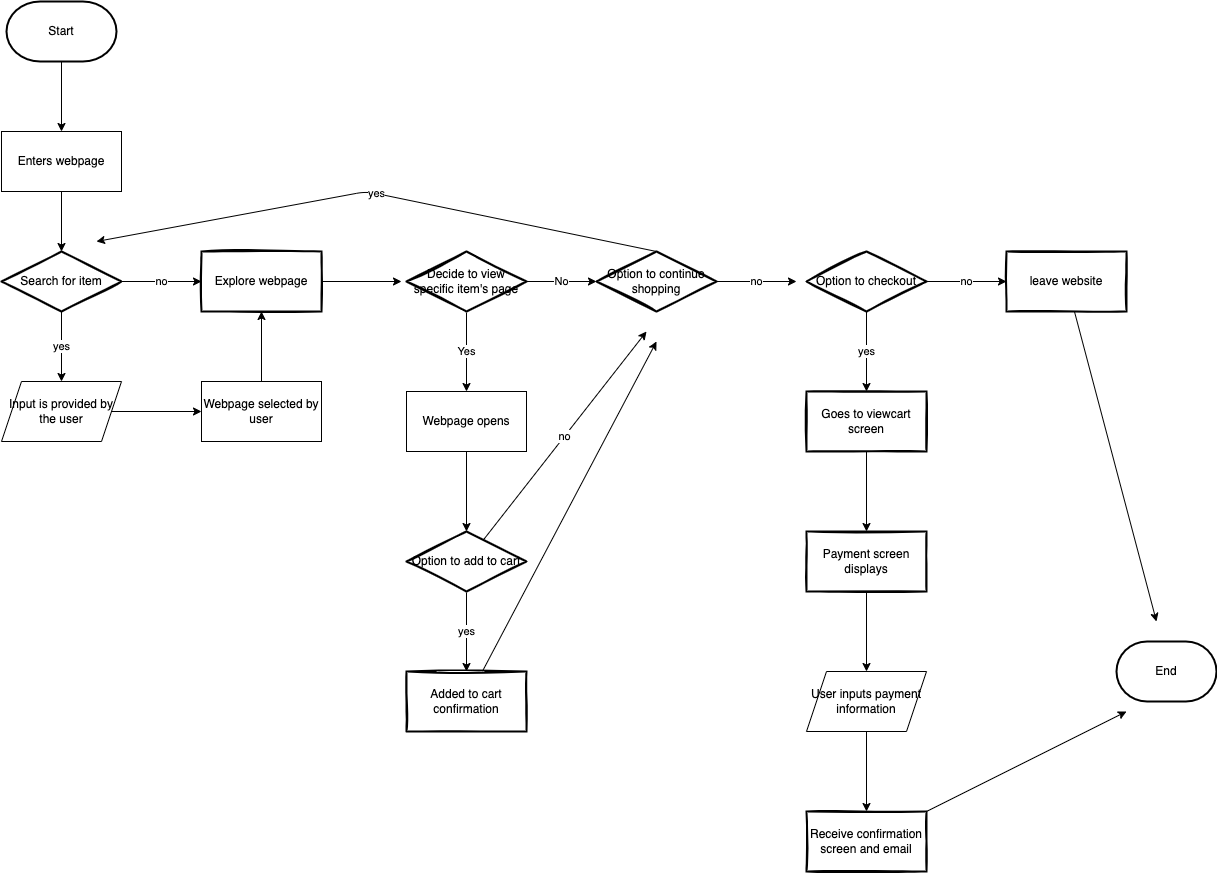 Start
Enters webpage
yes
Search for item
no
Explore webpage
Decide to view
specific item's page
No
Option to continue
shopping
no
Option to checkout
no
leave website
yes
Input is provided by
the user
Webpage selected by
user
Yes
Webpage opens
no
Option to add to cart
yes
Added to cart
confirmation
yes
Goes to viewcart
screen
Payment screen
displays
User inputs payment
information
Receive confirmation
screen and email
End